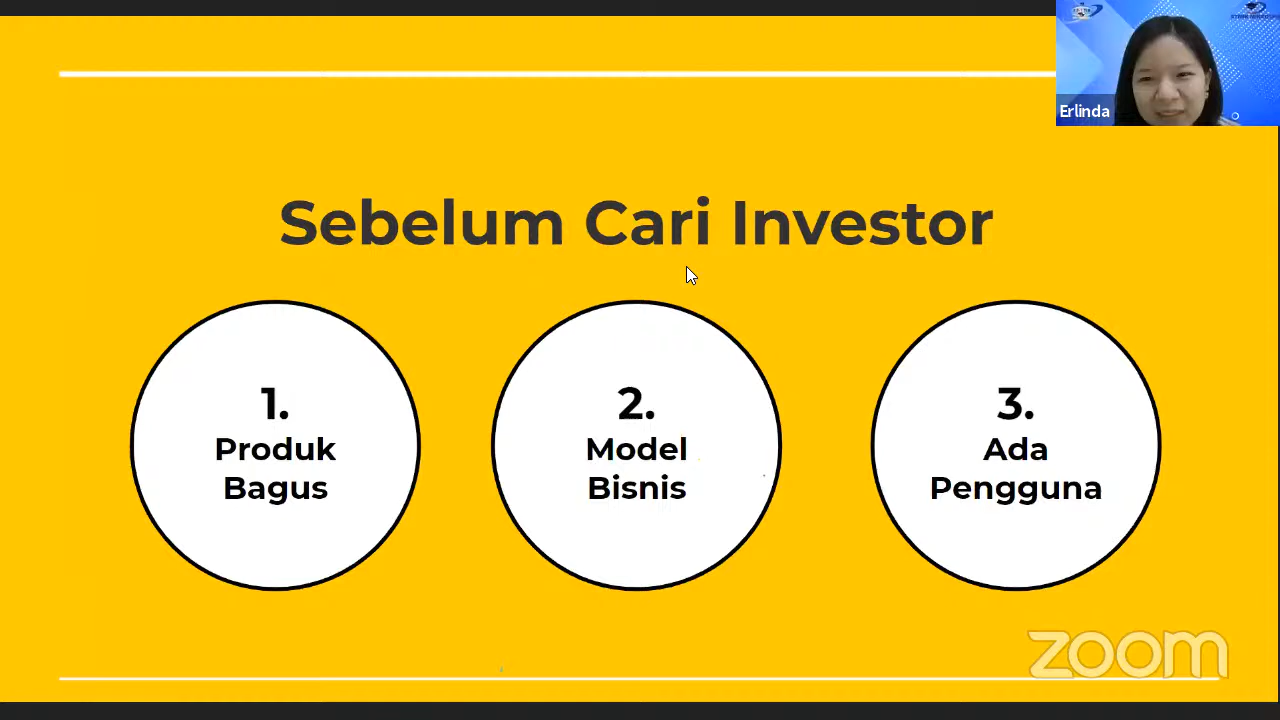 Erlinda
Sebelum Cari Investor
1.
Produk
Bagus
2.
Model
Bisnis
3.
Ada
Pengguna
zoom